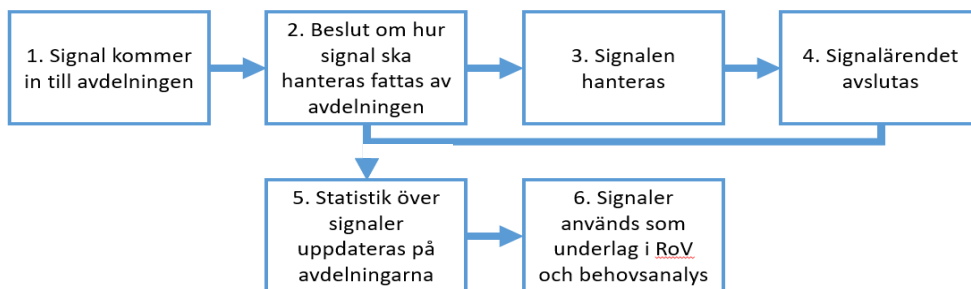 1. Signal kommer
in till avdelningen
2. Beslut om hur
signal ska
hanteras fattas av
avdelningen
3. Signalen
hanteras
4. Signalärendet
avslutas
5. Statistik över
signaler
uppdateras på
avdelningarna
6. Signaler
används som
underlag i RoV
och behovsanalys